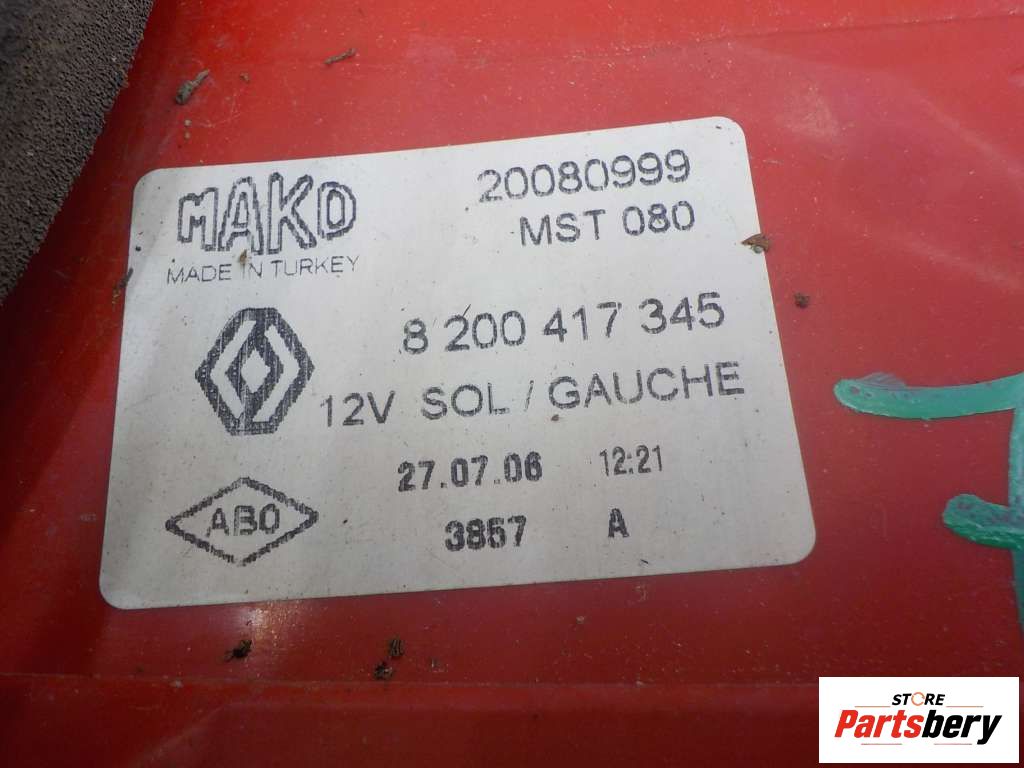 MAKO
MADE IN TURKEY
20080999
MST 080
8 200 417 345
12V SOL / GAUCHE
27.07.06 12:21
3857 A
ABO
STORE
Partsbery